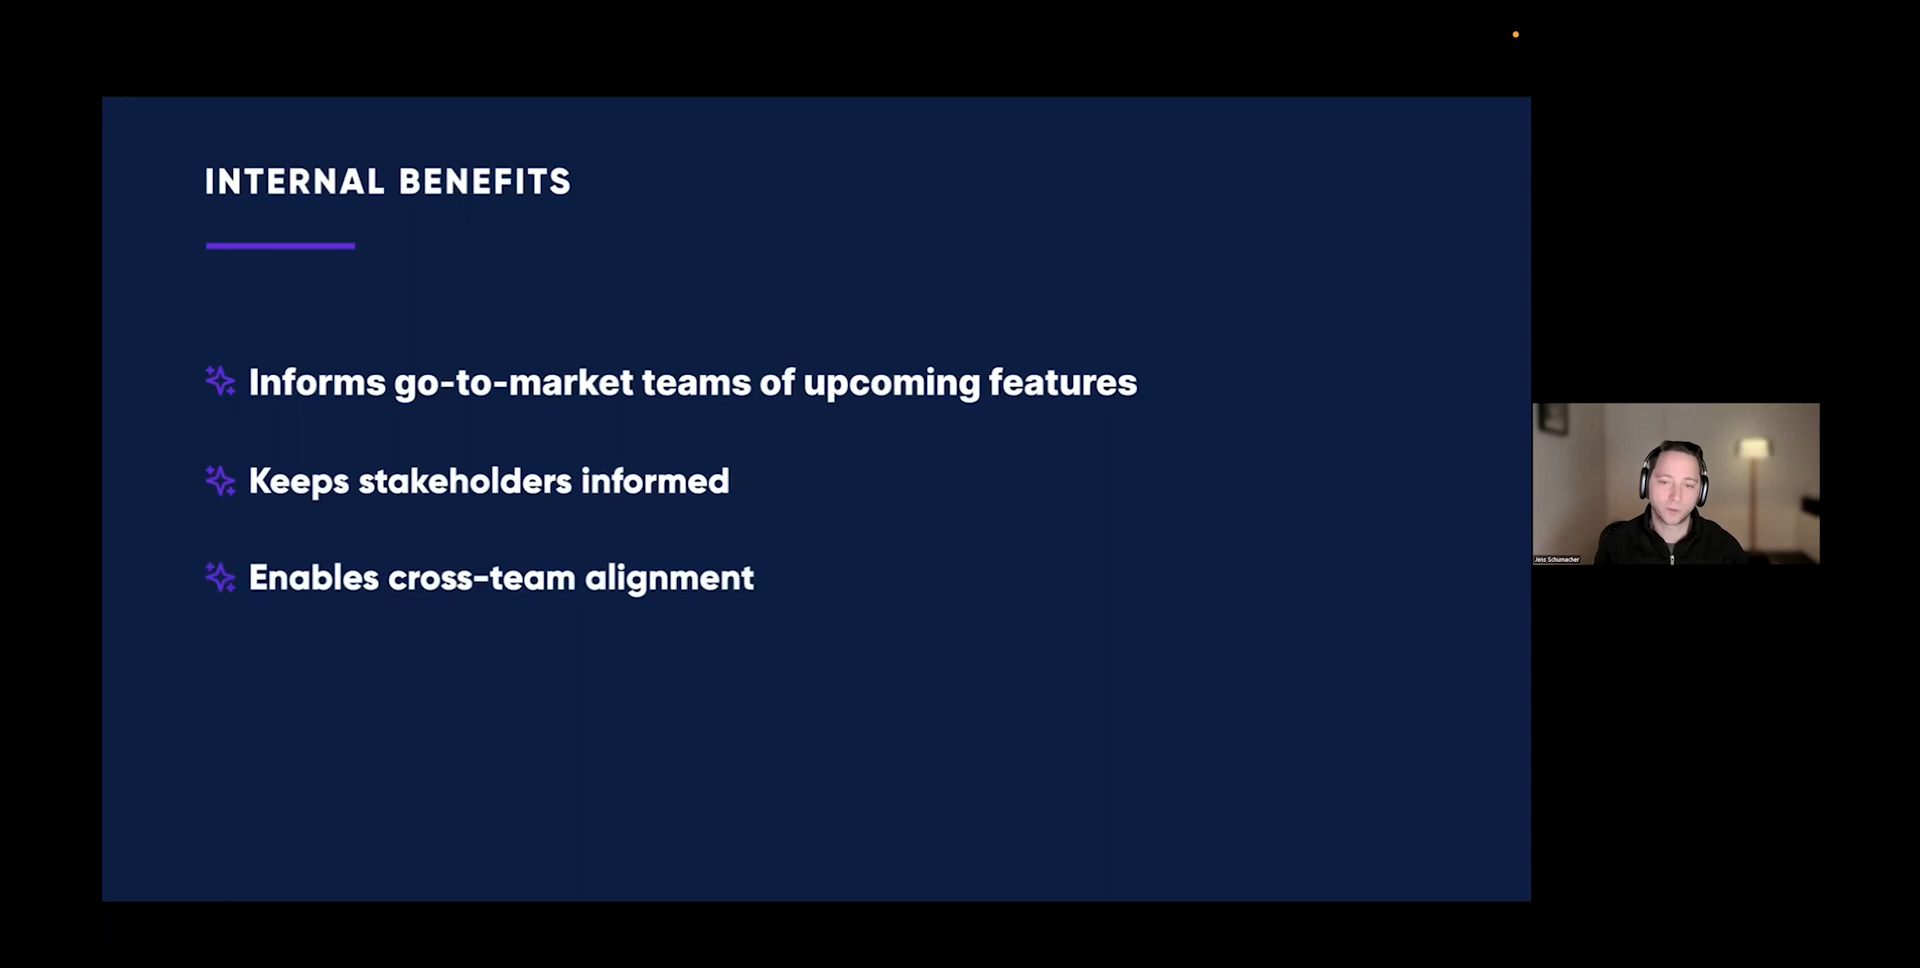 INTERNAL BENEFITS
Informs go-to-market teams of upcoming features
Keeps stakeholders informed
Enables cross-team alignment
Jens Schumacher